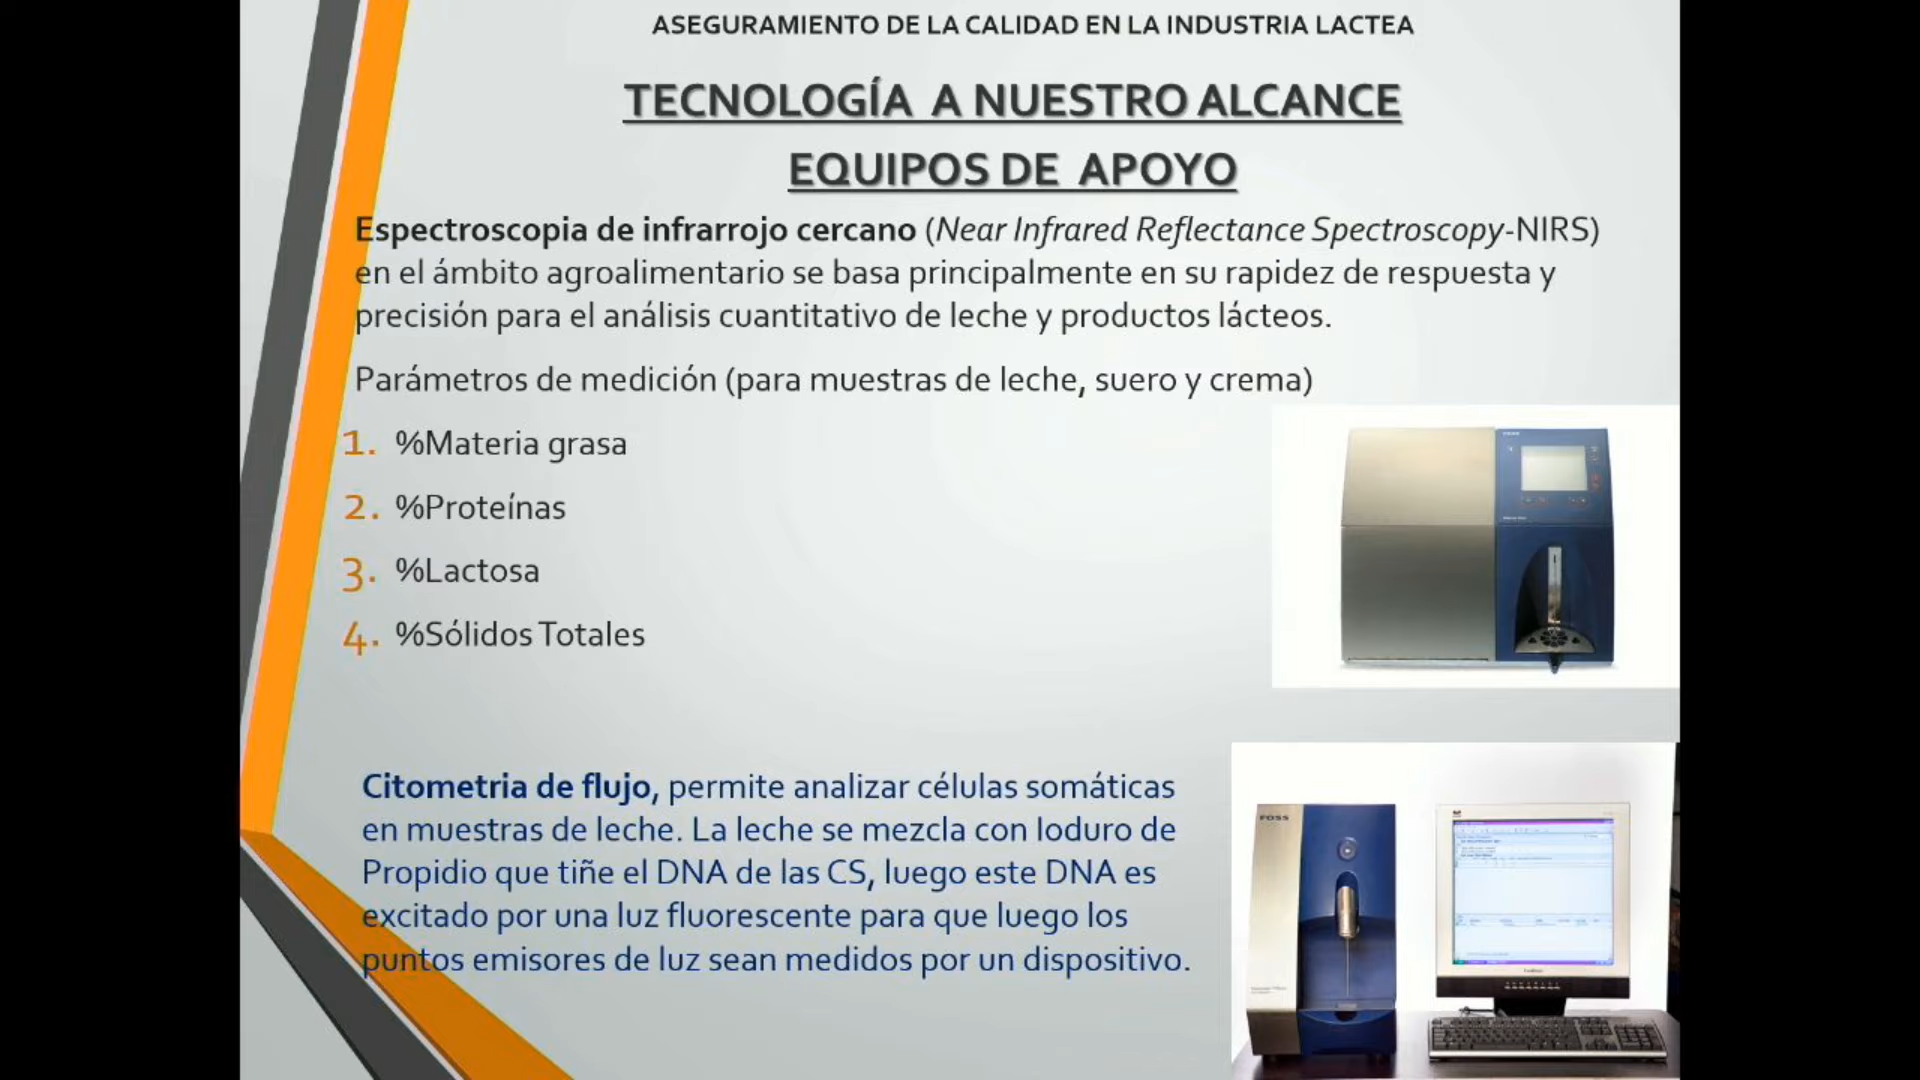 ASEGURAMIENTO DE LA CALIDAD EN LA INDUSTRIA LACTEA
TECNOLOGÍA A NUESTRO ALCANCE
EQUIPOS DE APOYO
Espectroscopia de infrarrojo cercano (Near Infrared Reflectance Spectroscopy-NIRS)
en el ámbito agroalimentario se basa principalmente en su rapidez de respuesta y
precisión para el análisis cuantitativo de leche y productos lácteos.
Parámetros de medición (para muestras de leche, suero y crema)
1. %Materia grasa
2. %Proteínas
3. %Lactosa
4. %Sólidos Totales
FOSS
Citometria de flujo, permite analizar células somáticas
en muestras de leche. La leche se mezcla con Ioduro de
Propidio que tiñe el DNA de las CS, luego este DNA es
excitado por una luz fluorescente para que luego los
puntos emisores de luz sean medidos por un dispositivo.
FOSS